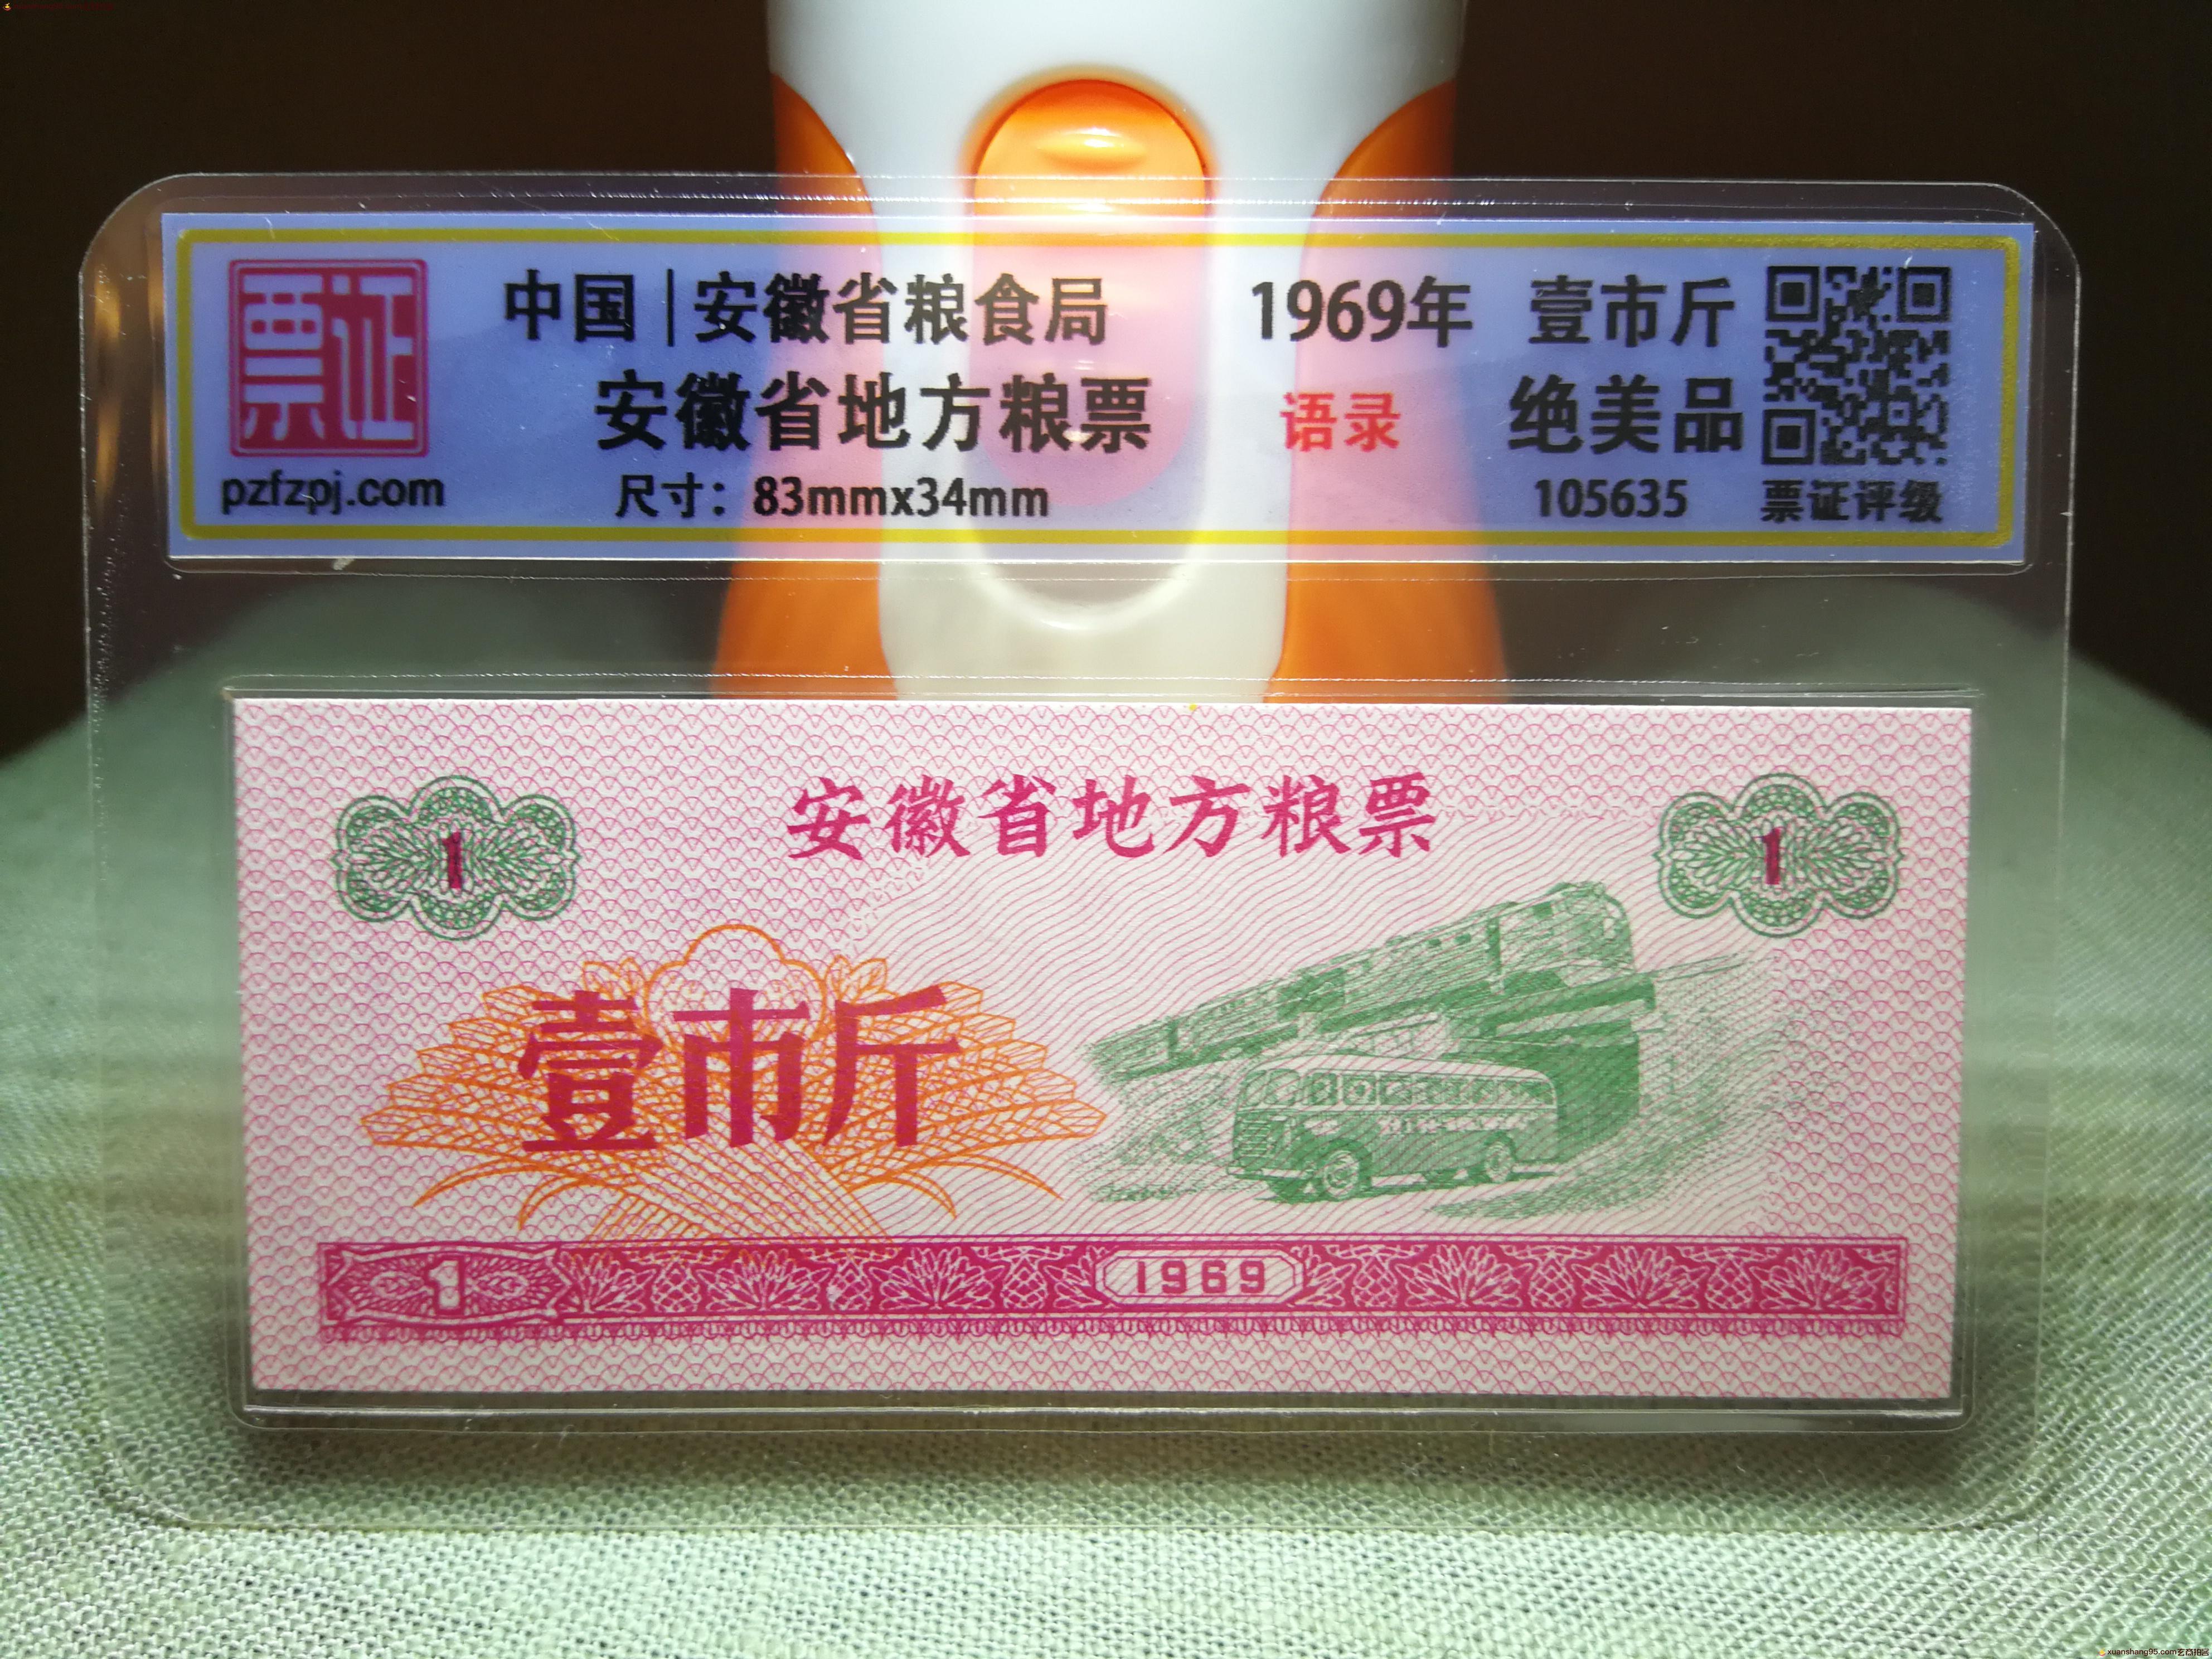 票证
pzfzpj.com
中国|安徽省粮食局
1969年 壹市斤
安徽省地方粮票
语录 绝美品
尺寸：83mmx34mm
105635
票证评级
安徽省地方粮票
1
1
壹市斤
1
1969
xuanshang95.com